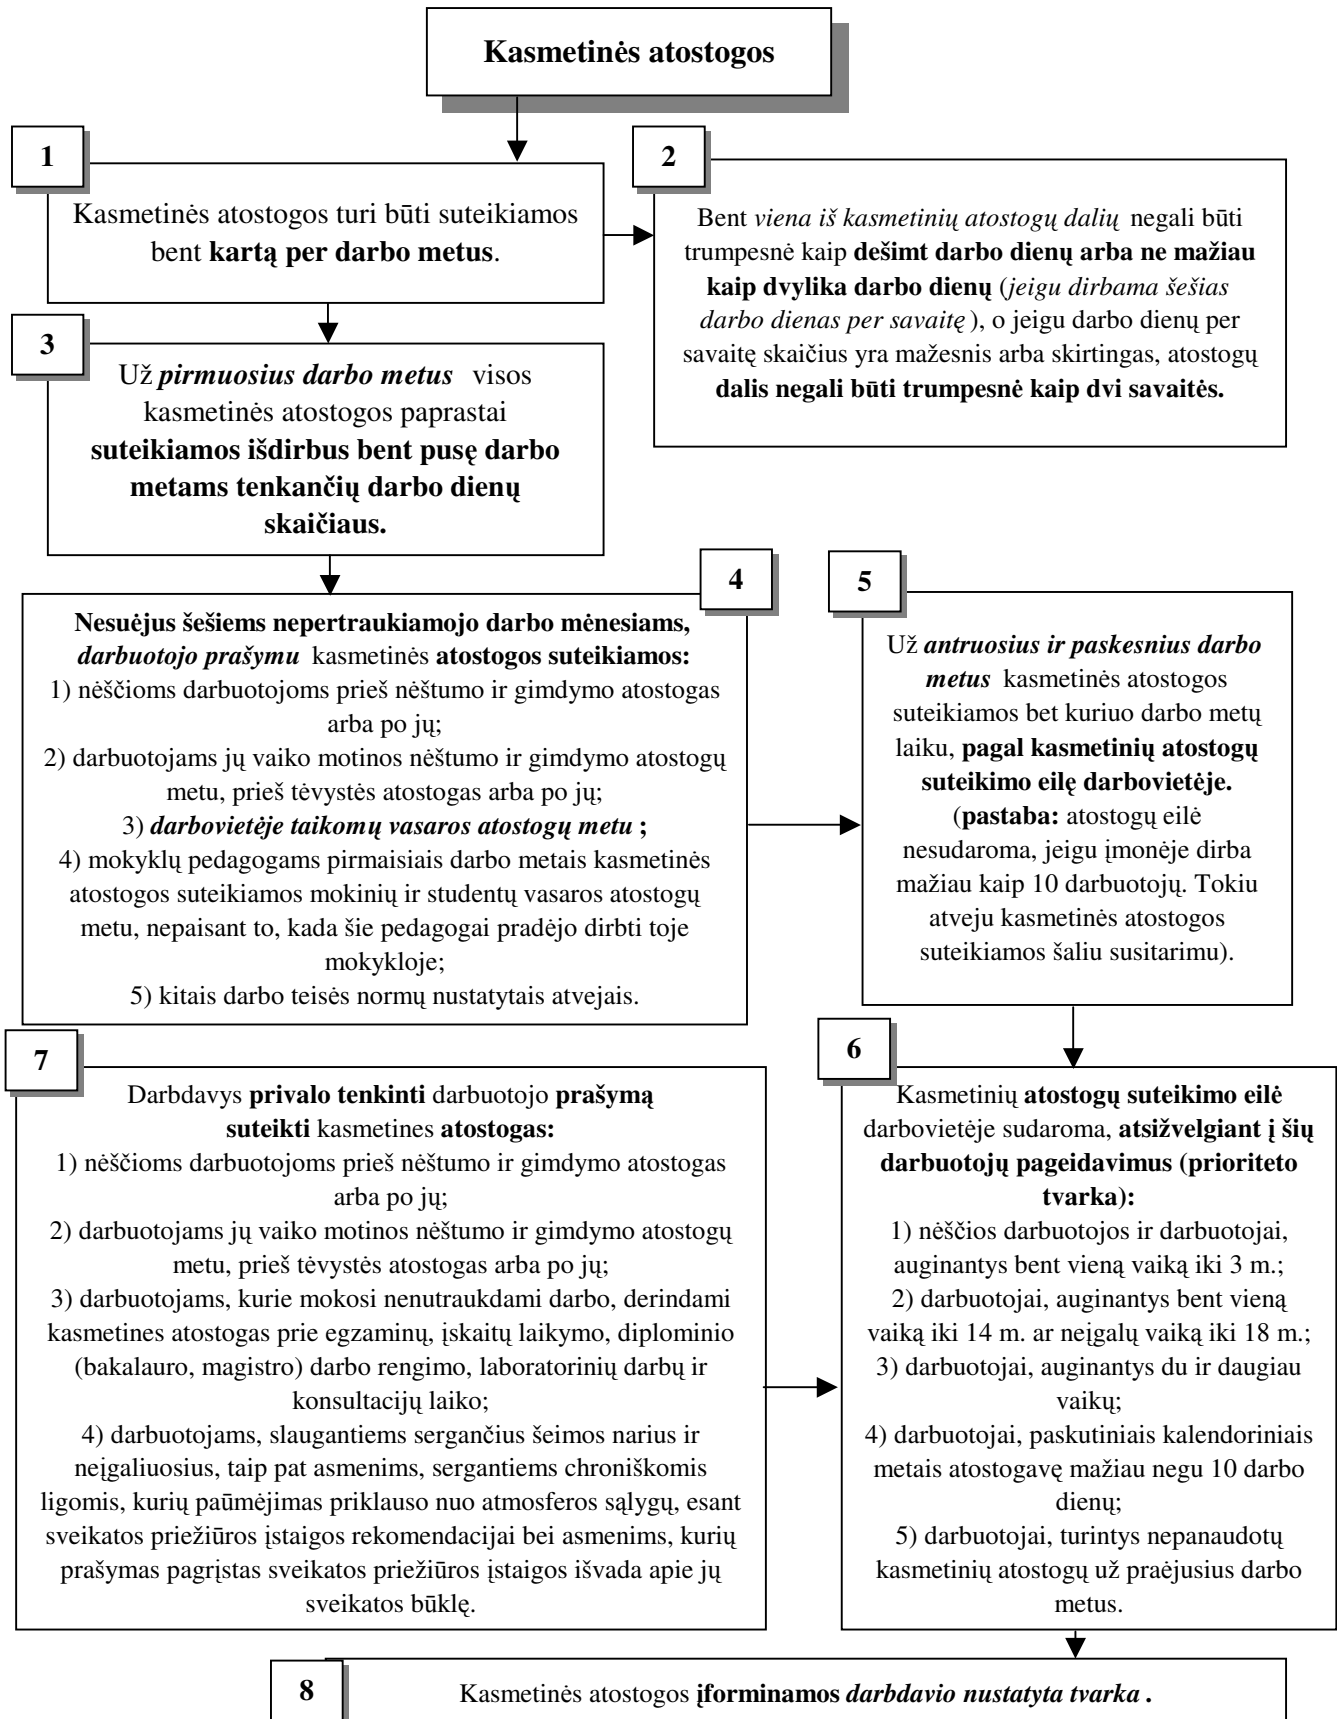 Kasmetinės atostogos
1
Kasmetinės atostogos turi būti suteikiamos
bent kartą per darbo metus.
2
Bent viena iš kasmetinių atostogų dalių negali būti
trumpesnė kaip dešimt darbo dienų arba ne mažiau
kaip dvylika darbo dienų (jeigu dirbama šešias
darbo dienas per savaitę), o jeigu darbo dienų per
savaitę skaičius yra mažesnis arba skirtingas, atostogų
dalis negali būti trumpesnė kaip dvi savaitės.
3
Už pirmuosius darbo metus visos
kasmetinės atostogos paprastai
suteikiamos išdirbus bent pusę darbo
metams tenkančių darbo dienų
skaičiaus.
4
Nesuėjus šešiems nepertraukiamojo darbo mėnesiams,
darbuotojo prašymu kasmetinės atostogos suteikiamos:
1) nėščioms darbuotojoms prieš nėštumo ir gimdymo atostogas
arba po jų;
2) darbuotojams jų vaiko motinos nėštumo ir gimdymo atostogų
metu, prieš tėvystės atostogas arba po jų;
3) darbovietėje taikomų vasaros atostogų metu;
4) mokyklų pedagogams pirmaisiais darbo metais kasmetinės
atostogos suteikiamos mokinių ir studentų vasaros atostogų
metu, nepaisant to, kada šie pedagogai pradėjo dirbti toje
mokykloje;
5) kitais darbo teisės normų nustatytais atvejais.
5
Už antruosius ir paskesnius darbo
metus kasmetinės atostogos
suteikiamos bet kuriuo darbo metų
laiku, pagal kasmetinių atostogų
suteikimo eilę darbovietėje.
(pastaba: atostogų eilė
nesudaroma, jeigu įmonėje dirba
mažiau kaip 10 darbuotojų. Tokiu
atveju kasmetinės atostogos
suteikiamos šaliu susitarimu).
6
Kasmetinių atostogų suteikimo eilė
darbovietėje sudaroma, atsižvelgiant į šių
darbuotojų pageidavimus (prioriteto
tvarka):
1) nėščios darbuotojos ir darbuotojai,
auginantys bent vieną vaiką iki 3 m.;
2) darbuotojai, auginantys bent vieną
vaiką iki 14 m. ar neįgalų vaiką iki 18 m.;
3) darbuotojai, auginantys du ir daugiau
vaikų;
4) darbuotojai, paskutiniais kalendoriniais
metais atostogavę mažiau negu 10 darbo
dienų;
5) darbuotojai, turintys nepanaudotų
kasmetinių atostogų už praėjusius darbo
metus.
7
Darbdavys privalo tenkinti darbuotojo prašymą
suteikti kasmetines atostogas:
1) nėščioms darbuotojoms prieš nėštumo ir gimdymo atostogas
arba po jų;
2) darbuotojams jų vaiko motinos nėštumo ir gimdymo atostogų
metu, prieš tėvystės atostogas arba po jų;
3) darbuotojams, kurie mokosi nenutraukdami darbo, derindami
kasmetines atostogas prie egzaminų, įskaitų laikymo, diplominio
(bakalauro, magistro) darbo rengimo, laboratorinių darbų ir
konsultacijų laiko;
4) darbuotojams, slaugantiems sergančius šeimos narius ir
neįgaliuosius, taip pat asmenims, sergantiems chroniškomis
ligomis, kurių paūmėjimas priklauso nuo atmosferos sąlygų, esant
sveikatos priežiūros įstaigos rekomendacijai bei asmenims, kurių
prašymas pagrįstas sveikatos priežiūros įstaigos išvada apie jų
sveikatos būklę.
8
Kasmetinės atostogos įforminamos darbdavio nustatyta tvarka.